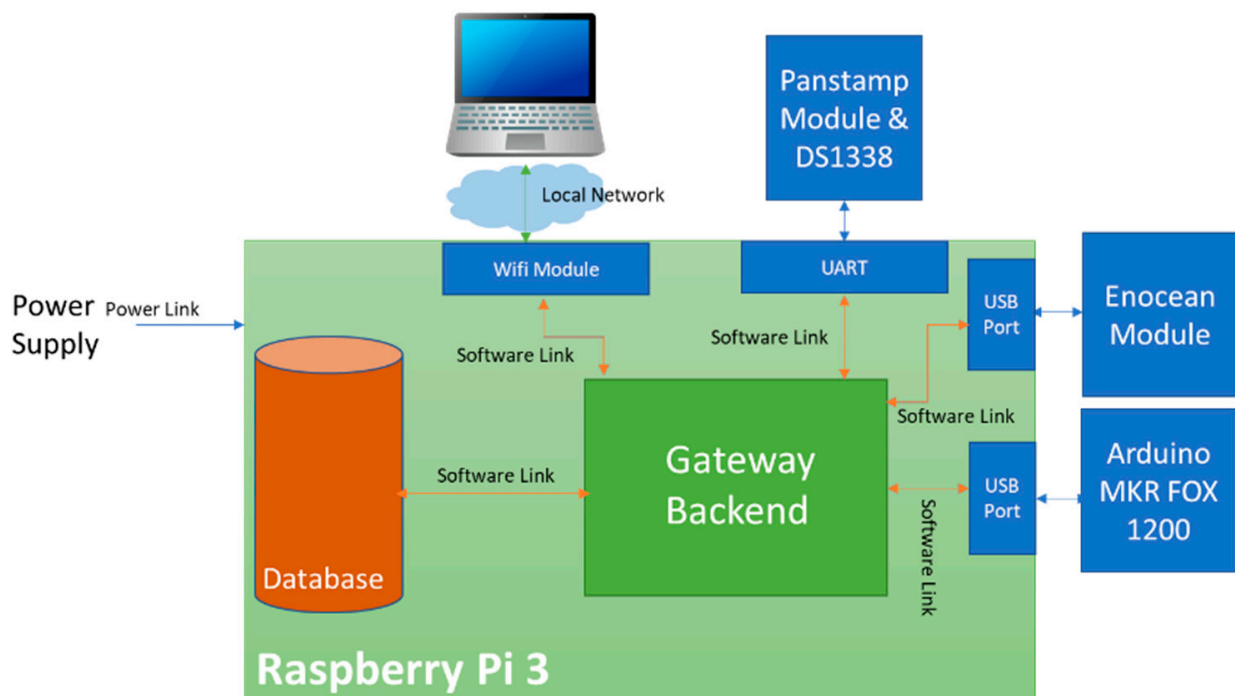 Panstamp
Module &
DS1338
Local Network
Wifi Module
UART
Power
Supply
Power Link
USB
Port
Enocean
Module
Software Link
Software Link
Software Link
Gateway
Backend
Software Link
Software Link
USB
Port
Arduino
MKR FOX
1200
Database
Raspberry Pi 3